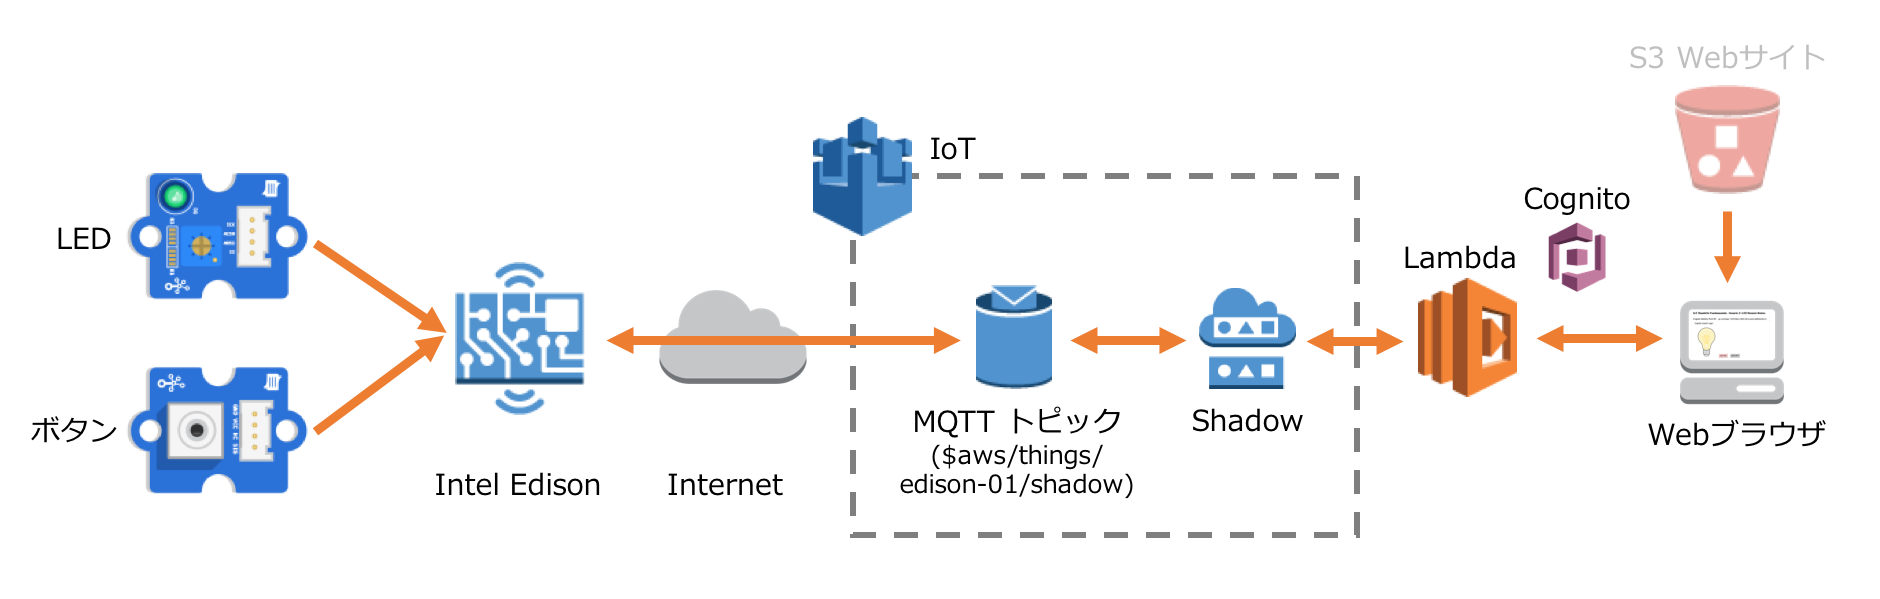 S3 Webサイト
IoT
Cognito
LED
Lambda
ボタン
MQTT トピック
($aws/things/
edison-01/shadow)
Shadow
Webブラウザ
Intel Edison
Internet